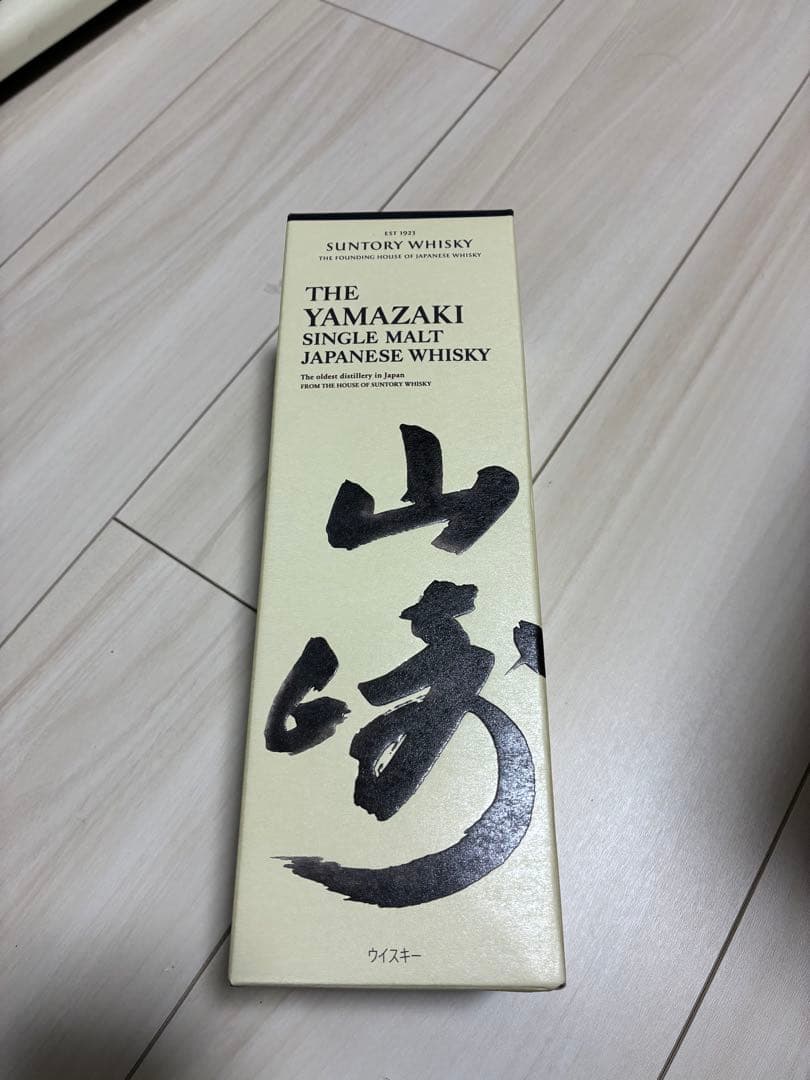 EST 1923
SUNTORY WHISKY
THE FOUNDING HOUSE OF JAPANESE WHISKY
THE
YAMAZAKI
SINGLE MALT
JAPANESE WHISKY
The oldest distillery in Japan
FROM THE HOUSE OF SUNTORY WHISKY
山
崎
ウイスキー